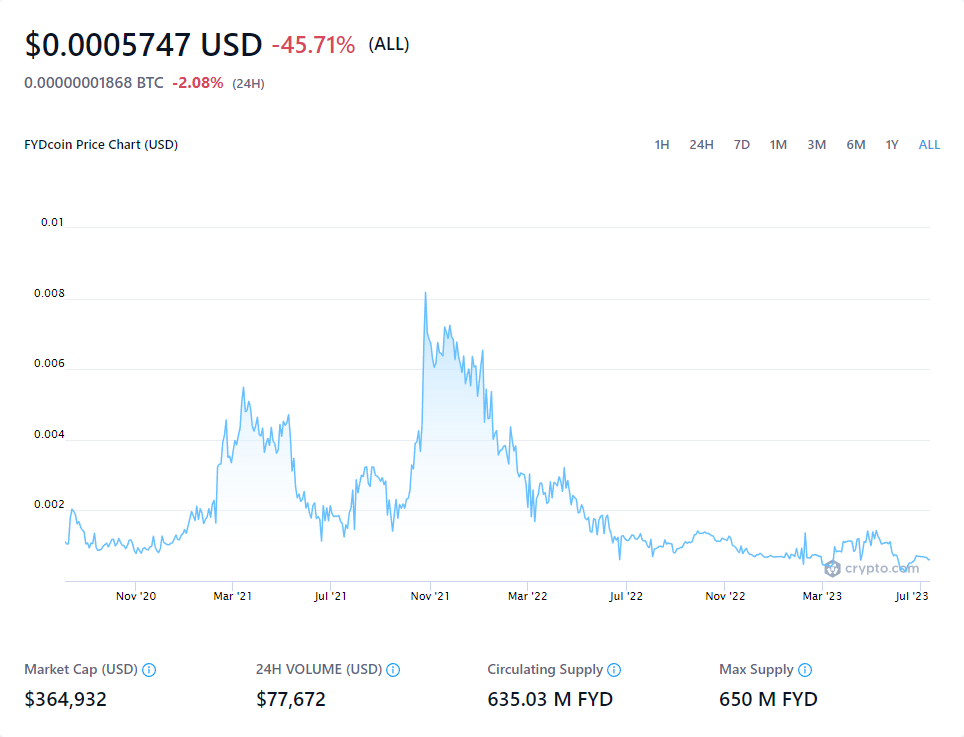 $0.0005747 USD -45.71% (ALL)
0.00000001868 BTC -2.08% (24H)
FYDcoin Price Chart (USD) 1H 24H 7D 1M 3M 6M 1Y ALL
0.01
0.008
0.006
0.004
0.002
crypto.com
Nov '20 Mar '21 Jul '21 Nov '21 Mar '22 Jul '22 Nov '22 Mar '23 Jul '23
Market Cap (USD) 24H VOLUME (USD) Circulating Supply Max Supply
$364,932 $77,672 635.03 M FYD 650 M FYD